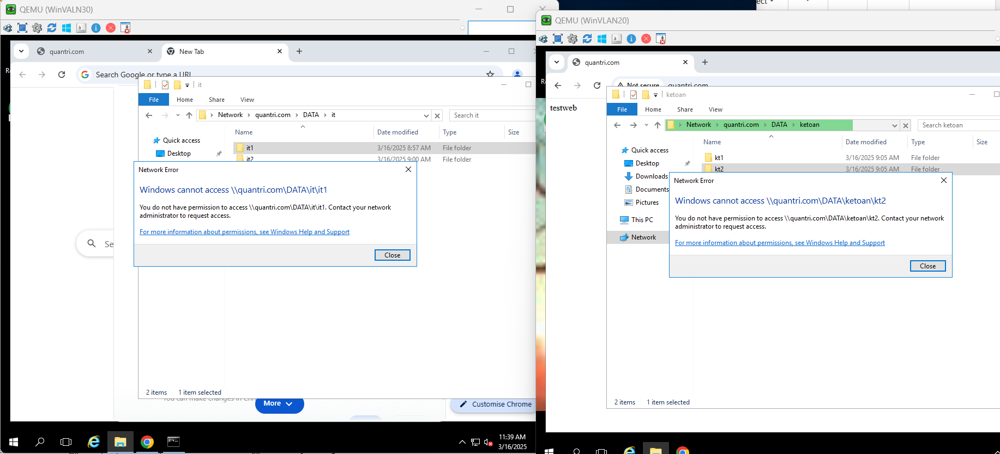 QEMU (WinVALN30)
quantri.com
New Tab
Search Google or type a URL
it
File
Home
Share
View
Network
quantri.com
DATA
it
Search it
Name
Date modified
Type
Size
Quick access
Desktop
it1
3/16/2025 8:57 AM
File folder
it2
3/16/2025 9:00 AM
File folder
Network Error
Windows cannot access \\quantri.com\DATA\it\it1
You do not have permission to access \\quantri.com\DATA\it\it1. Contact your network
administrator to request access.
For more information about permissions, see Windows Help and Support
Close
Se
2 items
1 item selected
You can make changes in Chro
More
Customise Chrome
11:39 AM
3/16/2025
ect
QEMU (WinVLAN20)
quantri.com
Not secure
quantri.com
testweb
ketoan
File
Home
Share
View
Network
quantri.com
DATA
ketoan
Search ketoan
Name
Date modified
Type
Size
Quick access
Desktop
Downloads
Documents
Pictures
This PC
Network
kt1
3/16/2025 9:05 AM
File folder
kt2
3/16/2025 9:05 AM
File folder
Network Error
Windows cannot access \\quantri.com\DATA\ketoan\kt2
You do not have permission to access \\quantri.com\DATA\ketoan\kt2. Contact your network
administrator to request access.
For more information about permissions, see Windows Help and Support
Close
2 items
1 item selected